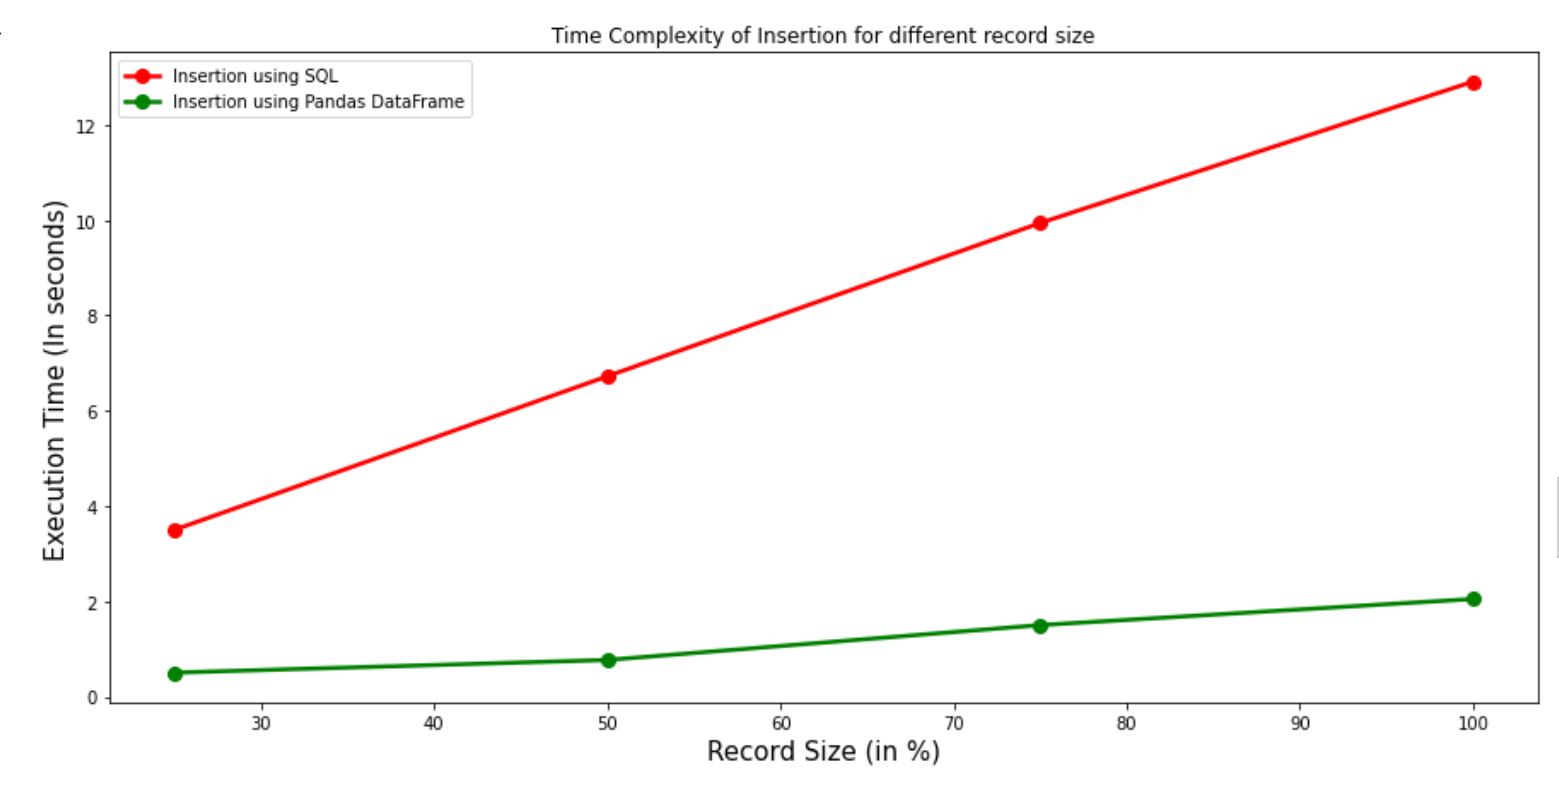 Time Complexity of Insertion for different record size
Insertion using SQL
Insertion using Pandas DataFrame
12
10
8
6
4
2
0
Execution Time (In seconds)
30 40 50 60 70 80 90 100
Record Size (in %)